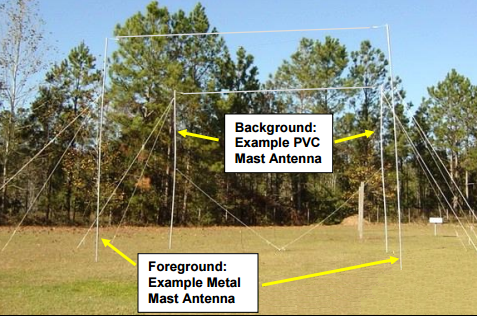 Background:
Example PVC
Mast Antenna
Foreground:
Example Metal
Mast Antenna